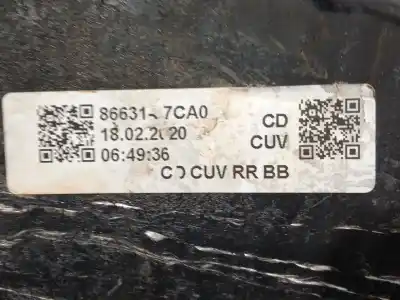 86631- 7CA0
18.02.2020
06:49:36
CD
CUV
CD CUV RR BB